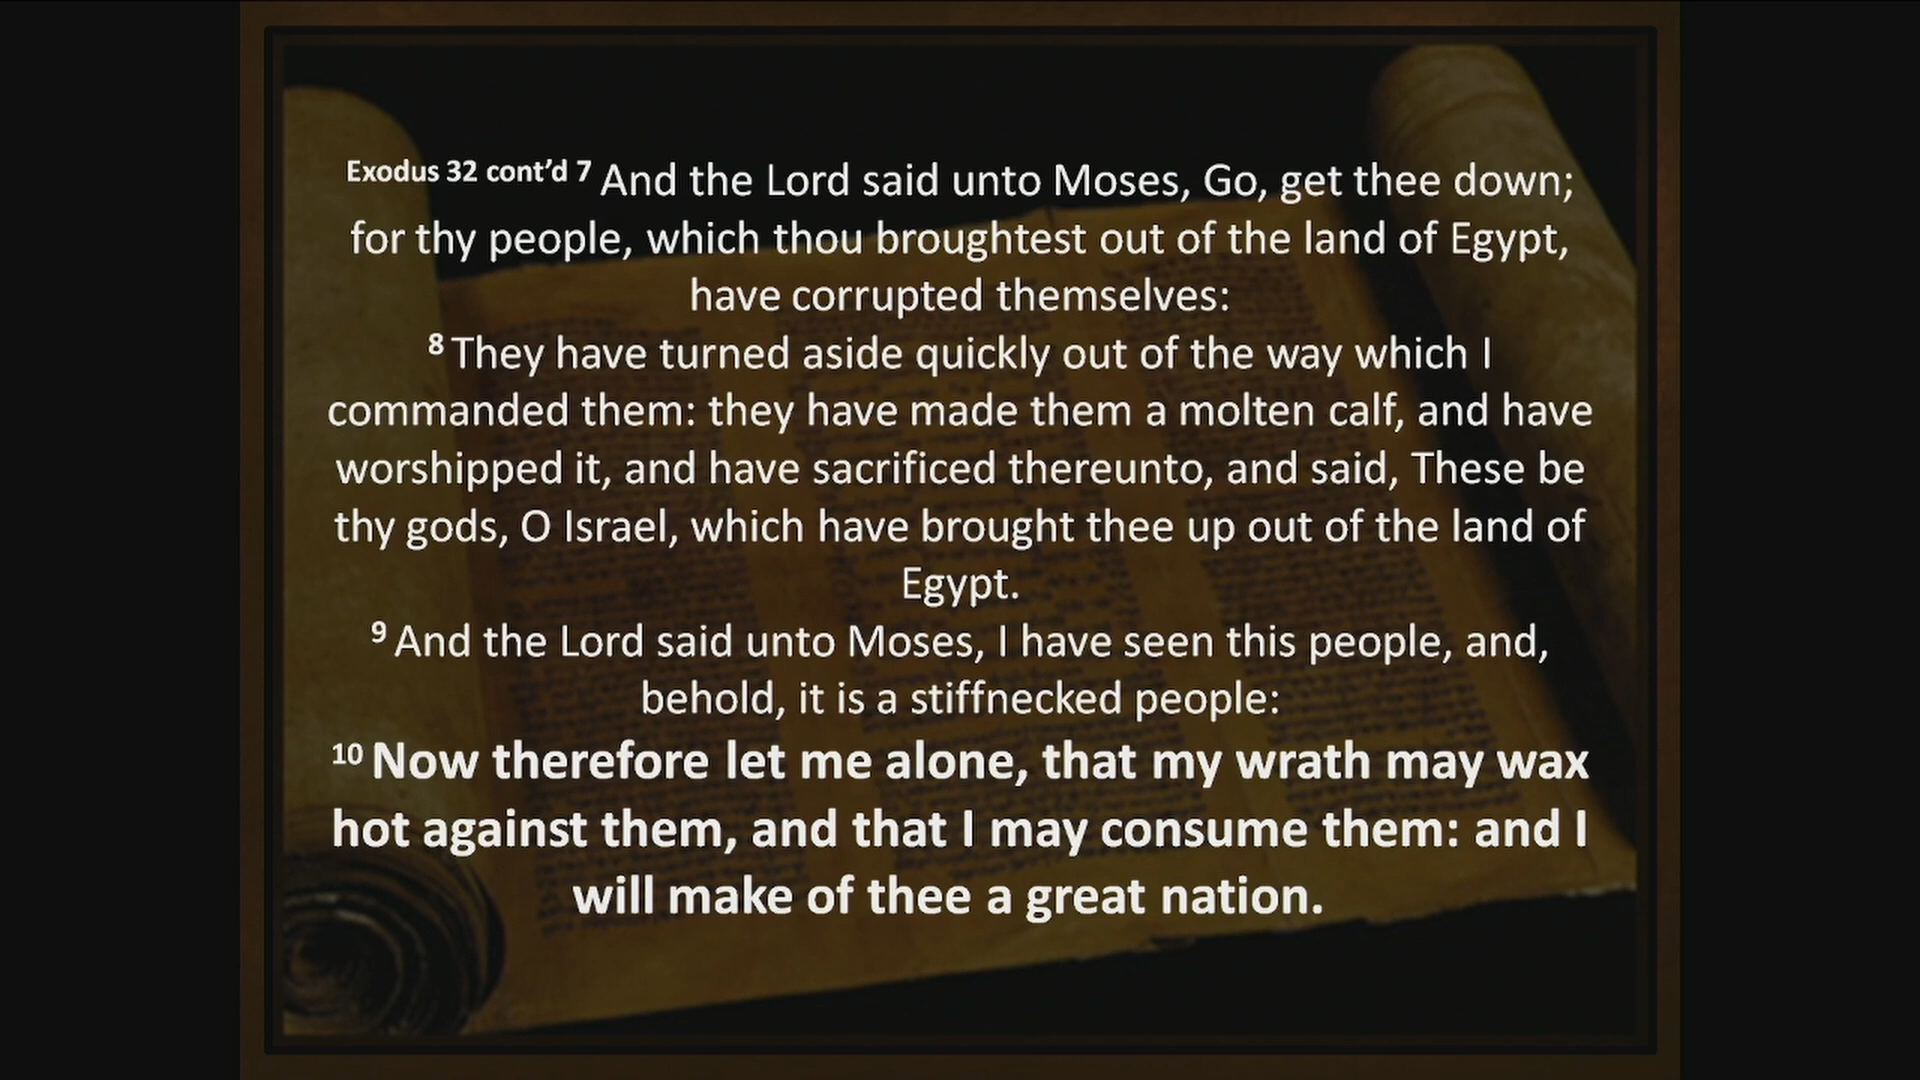 Exodus 32 cont’d 7 And the Lord said unto Moses, Go, get thee down;
for thy people, which thou broughtest out of the land of Egypt,
have corrupted themselves:
8 They have turned aside quickly out of the way which I
commanded them: they have made them a molten calf, and have
worshipped it, and have sacrificed thereunto, and said, These be
thy gods, O Israel, which have brought thee up out of the land of
Egypt.
9 And the Lord said unto Moses, I have seen this people, and,
behold, it is a stiffnecked people:
10 Now therefore let me alone, that my wrath may wax
hot against them, and that I may consume them: and I
will make of thee a great nation.